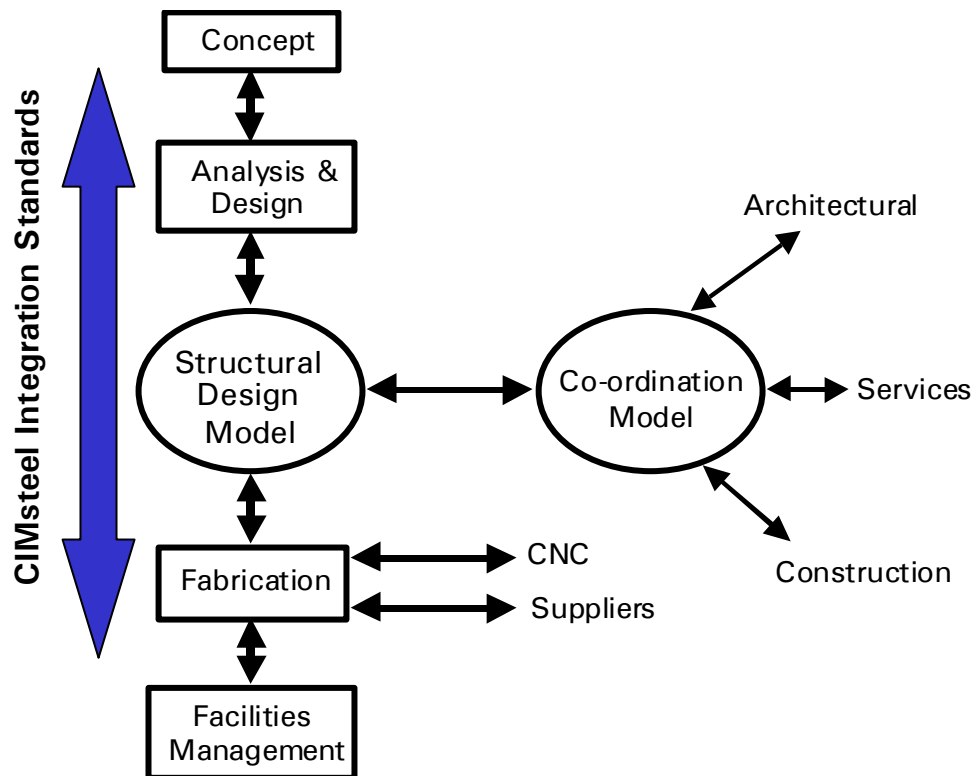 CIMsteel Integration Standards
Concept
Analysis &
Design
Structural
Design
Model
Co-ordination
Model
Architectural
Services
Construction
Fabrication
CNC
Suppliers
Facilities
Management